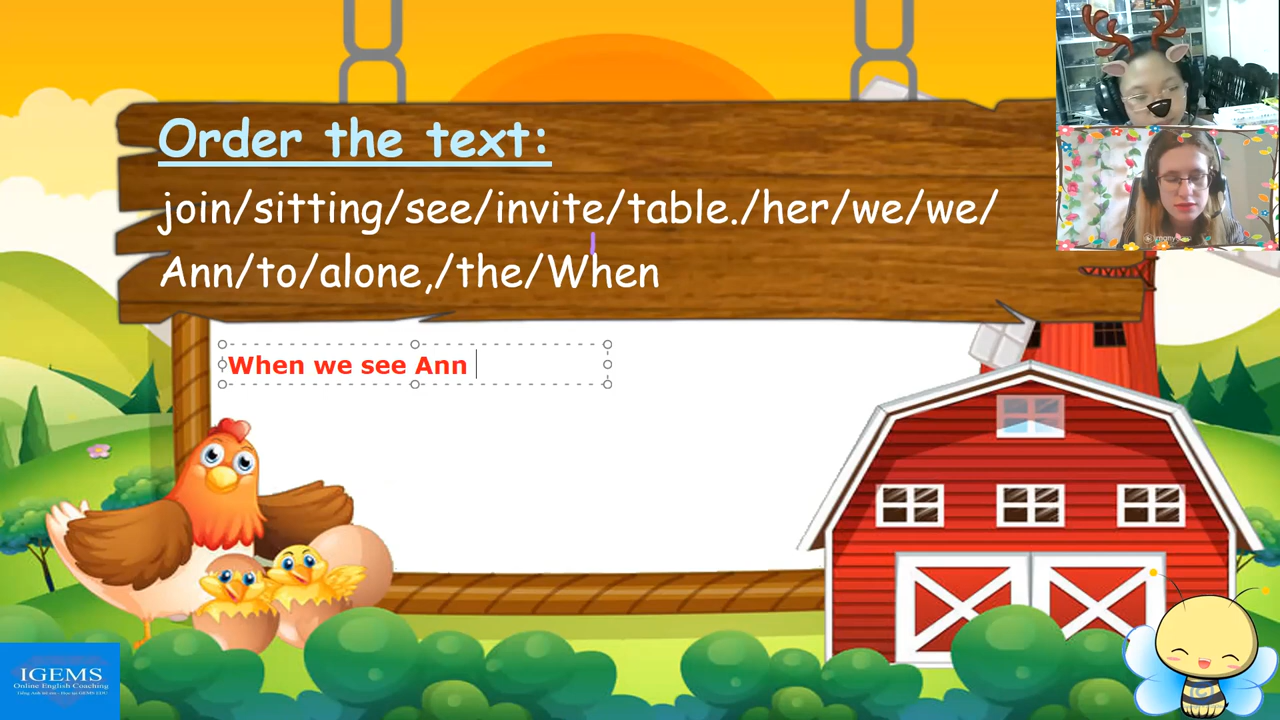 Order the text:
join/sitting/see/invite/table./her/we/we/
Ann/to/alone,/the/When
When we see Ann
IGEMS
Online English Coaching